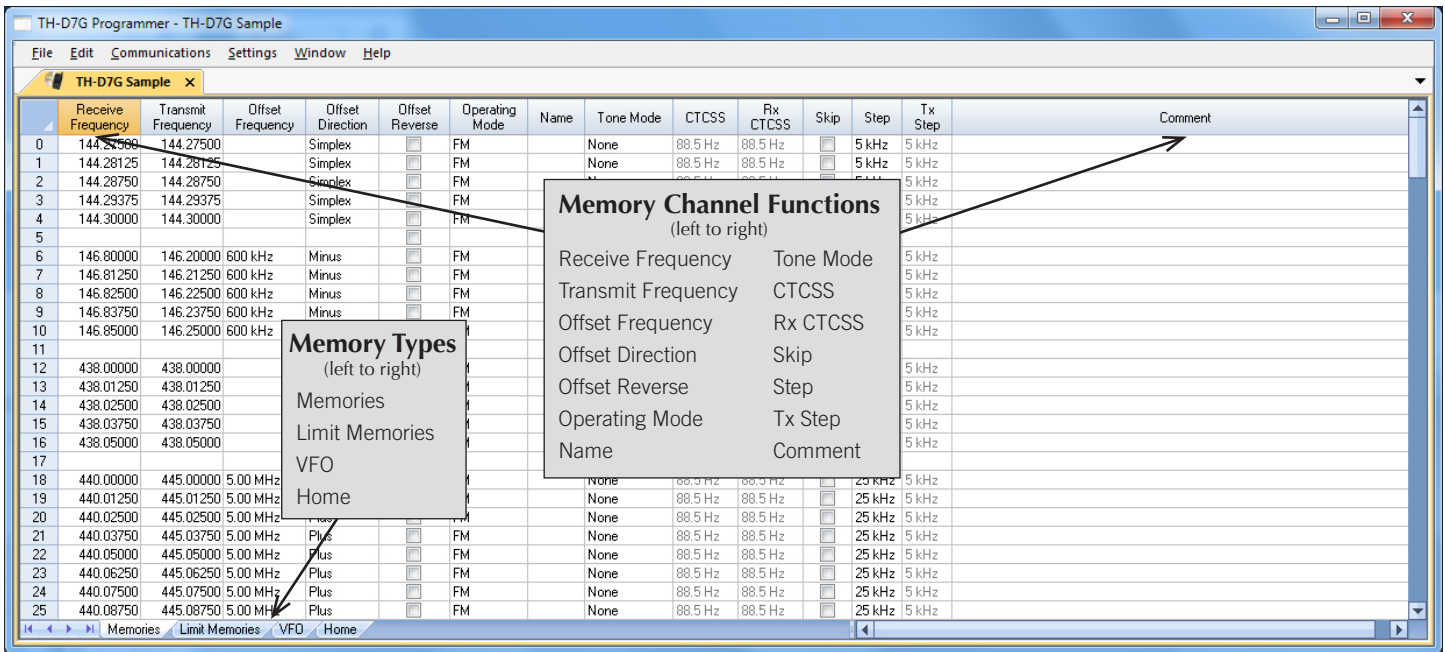 TH-D7G Programmer - TH-D7G Sample
File Edit Communications Settings Window Help
TH-D7G Sample x
Receive Frequency Transmit Frequency Offset Frequency Offset Direction Offset Reverse Operating Mode Name Tone Mode CTCSS Rx CTCSS Skip Step Tx Step Comment
0 144.27500 144.27500 Simplex FM None 88.5 Hz 88.5 Hz 5 kHz 5 kHz
1 144.28125 144.28125 Simplex FM None 88.5 Hz 88.5 Hz 5 kHz 5 kHz
2 144.28750 144.28750 Simplex FM 5 kHz
3 144.29375 144.29375 Simplex FM 5 kHz
4 144.30000 144.30000 Simplex FM 5 kHz
5
6 146.80000 146.20000 600 kHz Minus FM 5 kHz
7 146.81250 146.21250 600 kHz Minus FM 5 kHz
8 146.82500 146.22500 600 kHz Minus FM 5 kHz
9 146.83750 146.23750 600 kHz Minus FM 5 kHz
10 146.85000 146.25000 600 kHz 5 kHz
11
12 438.00000 438.00000 5 kHz
13 438.01250 438.01250 5 kHz
14 438.02500 438.02500 5 kHz
15 438.03750 438.03750 5 kHz
16 438.05000 438.05000 5 kHz
17
18 440.00000 445.00000 5.00 MHz None 88.5 Hz 88.5 Hz 25 kHz 5 kHz
19 440.01250 445.01250 5.00 MHz None 88.5 Hz 88.5 Hz 25 kHz 5 kHz
20 440.02500 445.02500 5.00 MHz Plus FM None 88.5 Hz 88.5 Hz 25 kHz 5 kHz
21 440.03750 445.03750 5.00 MHz Plus FM None 88.5 Hz 88.5 Hz 25 kHz 5 kHz
22 440.05000 445.05000 5.00 MHz Plus FM None 88.5 Hz 88.5 Hz 25 kHz 5 kHz
23 440.06250 445.06250 5.00 MHz Plus FM None 88.5 Hz 88.5 Hz 25 kHz 5 kHz
24 440.07500 445.07500 5.00 MHz Plus FM None 88.5 Hz 88.5 Hz 25 kHz 5 kHz
25 440.08750 445.08750 5.00 MHz Plus FM None 88.5 Hz 88.5 Hz 25 kHz 5 kHz
Memories Limit Memories VFO Home
Memory Channel Functions
(left to right)
Receive Frequency Tone Mode
Transmit Frequency CTCSS
Offset Frequency Rx CTCSS
Offset Direction Skip
Offset Reverse Step
Operating Mode Tx Step
Name Comment
Memory Types
(left to right)
Memories
Limit Memories
VFO
Home